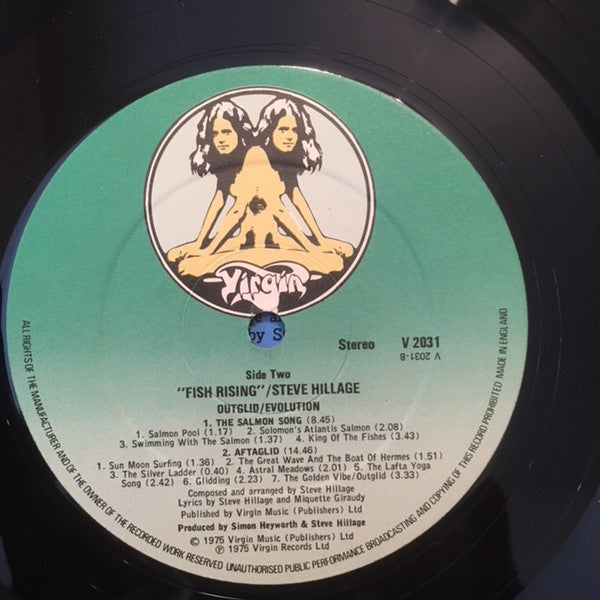 Virgin
by S
Stereo
V 2031
V 2031-B
Side Two
"FISH RISING"/STEVE HILLAGE
OUTGLID/EVOLUTION
1. THE SALMON SONG (8.45)
1. Salmon Pool (1.17) 2. Solomon's Atlantis Salmon (2.08)
3. Swimming With The Salmon (1.37) 4. King Of The Fishes (3.43)
2. AFTAGLID (14.46)
1. Sun Moon Surfing (1.36) 2. The Great Wave And The Boat Of Hermes (1.51)
3. The Silver Ladder (0.40) 4. Astral Meadows (2.01) 5. The Lafta Yoga
Song (2.42) 6. Glidding (2.23) 7. The Golden Vibe/Outglid (3.33)
Composed and arranged by Steve Hillage
Lyrics by Steve Hillage and Miquette Giraudy
Published by Virgin Music (Publishers) Ltd
Produced by Simon Heyworth & Steve Hillage
© 1975 Virgin Music (Publishers) Ltd
℗ 1975 Virgin Records Ltd
ALL RIGHTS OF THE MANUFACTURER AND OF THE OWNER OF THE RECORDED WORK RESERVED UNAUTHORISED PUBLIC PERFORMANCE BROADCASTING AND COPYING OF THIS RECORD PROHIBITED MADE IN ENGLAND